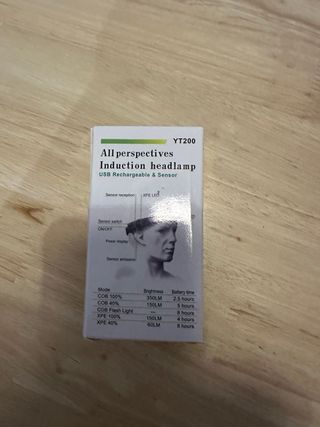 YT200
All perspectives
Induction headlamp
USB Rechargeable & Sensor
Sensor reception XPE LED
Sensor switch
ON/OFF
Power display
Sensor emissions
Mode Brightness Battery time
COB 100% 350LM 2.5 hours
COB 40% 150LM 5 hours
COB Flash Light --- 8 hours
XPE 100% 150LM 4 hours
XPE 40% 60LM 8 hours